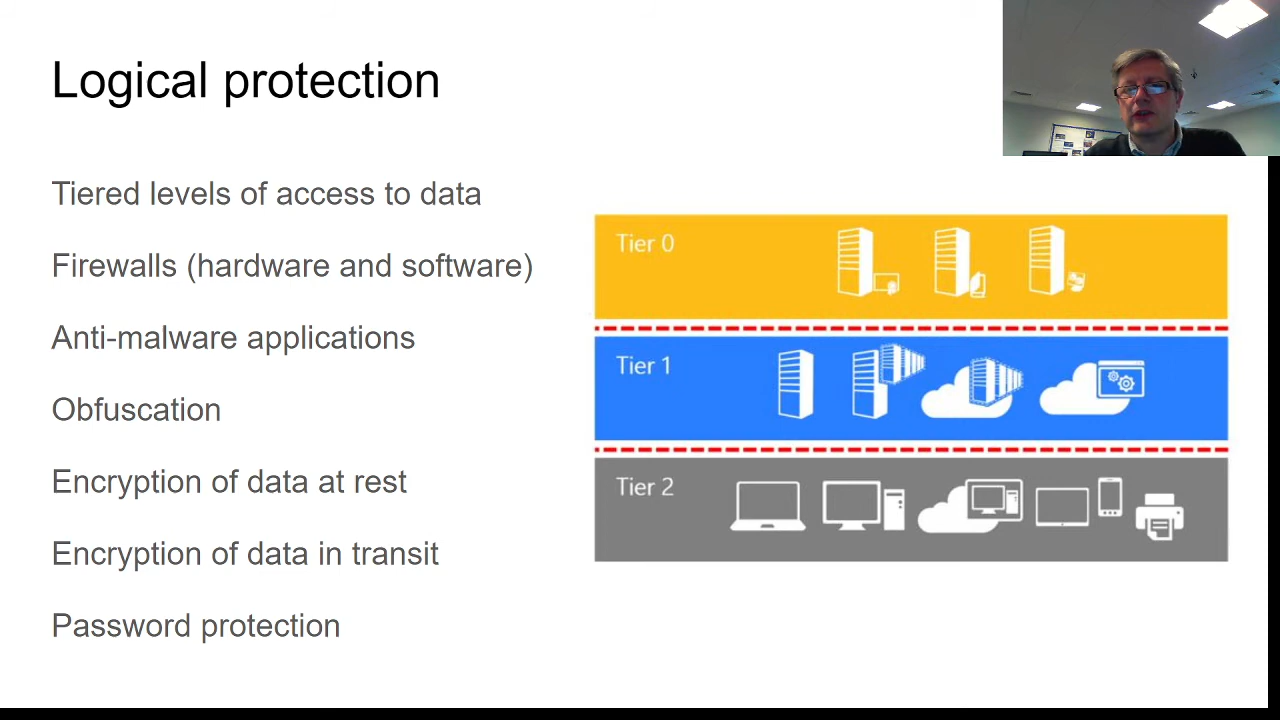 Logical protection
Tiered levels of access to data
Firewalls (hardware and software)
Anti-malware applications
Obfuscation
Encryption of data at rest
Encryption of data in transit
Password protection
Tier 0
Tier 1
Tier 2